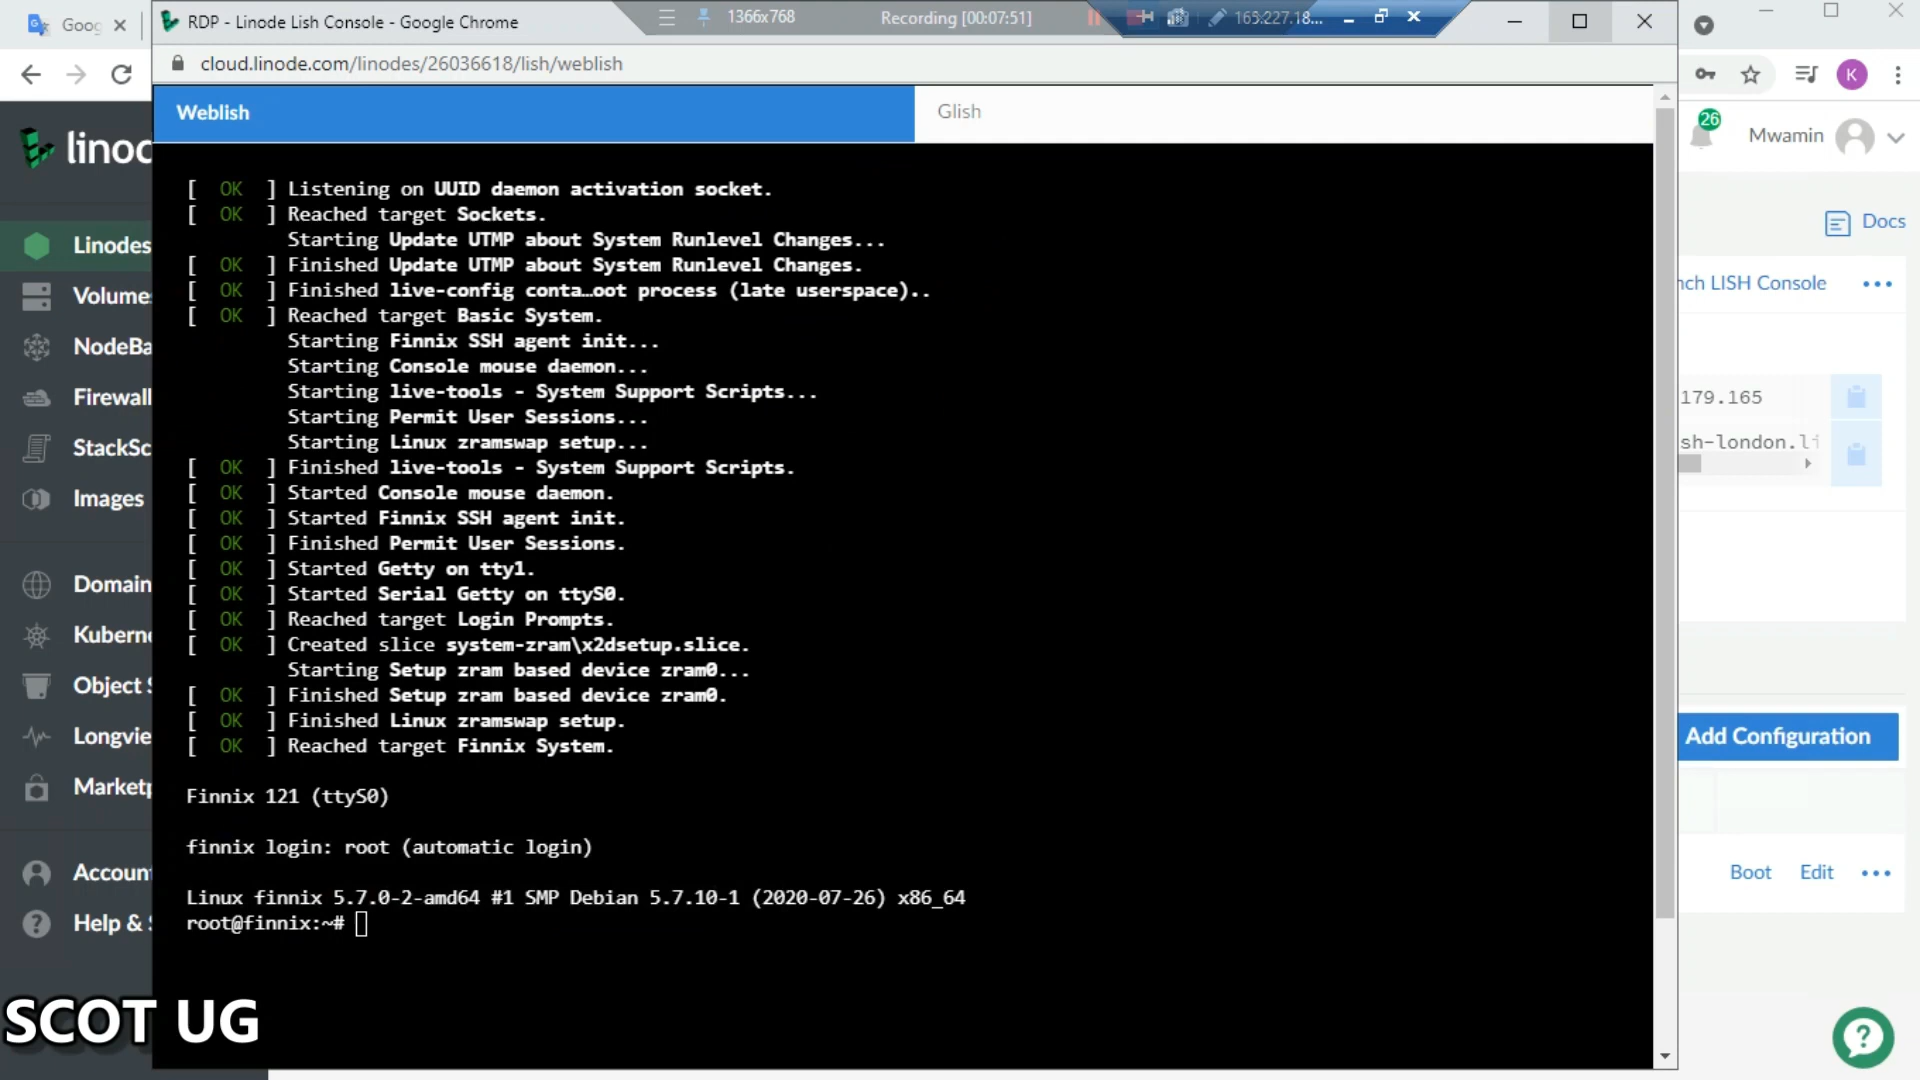 Goog
RDP - Linode Lish Console - Google Chrome
1366x768
Recording [00:07:51]
cloud.linode.com/linodes/26036618/lish/weblish
K
Weblish
Glish
26
Mwamin
Docs
LISH Console
179.165
Linodes
Images
Add Configuration
Boot
Edit
[ OK ] Listening on UUID daemon activation socket.
[ OK ] Reached target Sockets.
Starting Update UTMP about System Runlevel Changes...
[ OK ] Finished Update UTMP about System Runlevel Changes.
[ OK ] Finished live-config conta…oot process (late userspace)..
[ OK ] Reached target Basic System.
Starting Finnix SSH agent init...
Starting Console mouse daemon...
Starting live-tools - System Support Scripts...
Starting Permit User Sessions...
Starting Linux zramswap setup...
[ OK ] Finished live-tools - System Support Scripts.
[ OK ] Started Console mouse daemon.
[ OK ] Started Finnix SSH agent init.
[ OK ] Finished Permit User Sessions.
[ OK ] Started Getty on tty1.
[ OK ] Started Serial Getty on ttyS0.
[ OK ] Reached target Login Prompts.
[ OK ] Created slice system-zram\x2dsetup.slice.
Starting Setup zram based device zram0...
[ OK ] Finished Setup zram based device zram0.
[ OK ] Finished Linux zramswap setup.
[ OK ] Reached target Finnix System.
Finnix 121 (ttyS0)
finnix login: root (automatic login)
Linux finnix 5.7.0-2-amd64 #1 SMP Debian 5.7.10-1 (2020-07-26) x86_64
root@finnix:~#
SCOT UG